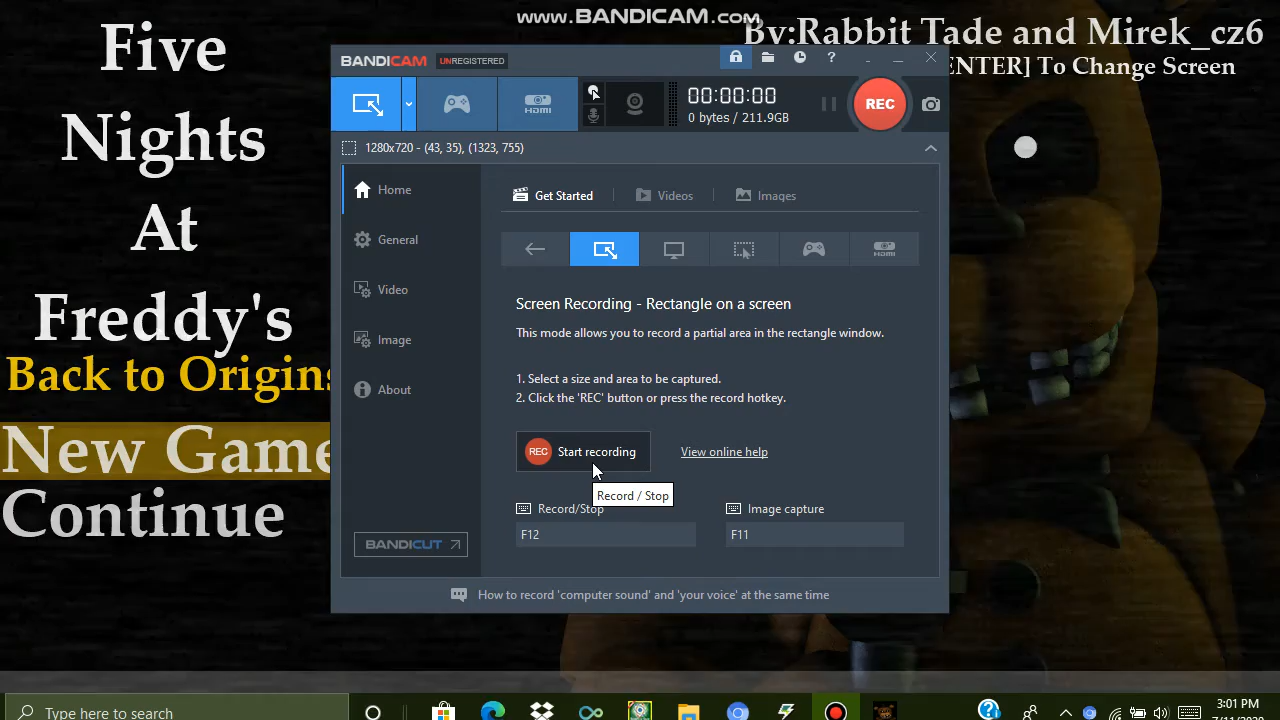 www.BANDICAM.com
Five
Nights
At
Freddy's
Back to Origins
New Game
Continue
By:Rabbit Tade and Mirek_cz6
[ENTER] To Change Screen
BANDICAM UNREGISTERED
?
HDMI
00:00:00
0 bytes / 211.9GB
REC
1280x720 - (43, 35), (1323, 755)
Home
General
Video
Image
About
BANDICUT
Get Started
Videos
Images
HDMI
Screen Recording - Rectangle on a screen
This mode allows you to record a partial area in the rectangle window.
1. Select a size and area to be captured.
2. Click the 'REC' button or press the record hotkey.
REC Start recording
View online help
Record / Stop
Record/Stop
Image capture
F12
F11
How to record 'computer sound' and 'your voice' at the same time
Type here to search
3:01 PM